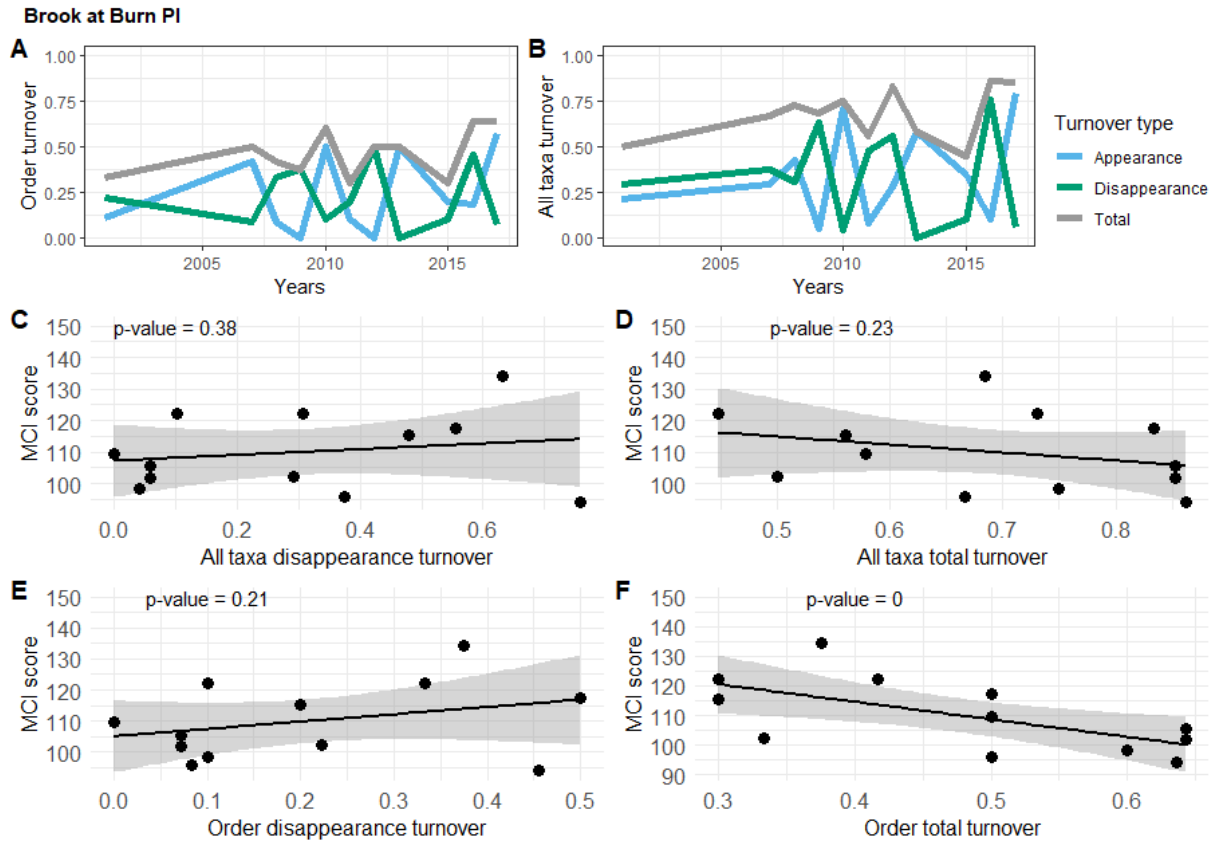 Brook at Burn Pl
A
B
1.00
0.75
0.50
0.25
0.00
Order turnover
2005
2010
2015
Years
1.00
0.75
0.50
0.25
0.00
All taxa turnover
2005
2010
2015
Years
Turnover type
Appearance
Disappearance
Total
C
p-value = 0.38
150
140
130
120
110
100
MCI score
0.0
0.2
0.4
0.6
All taxa disappearance turnover
D
p-value = 0.23
150
140
130
120
110
100
MCI score
0.5
0.6
0.7
0.8
All taxa total turnover
E
p-value = 0.21
150
140
130
120
110
100
MCI score
0.0
0.1
0.2
0.3
0.4
0.5
Order disappearance turnover
F
p-value = 0
150
140
130
120
110
100
90
MCI score
0.3
0.4
0.5
0.6
Order total turnover